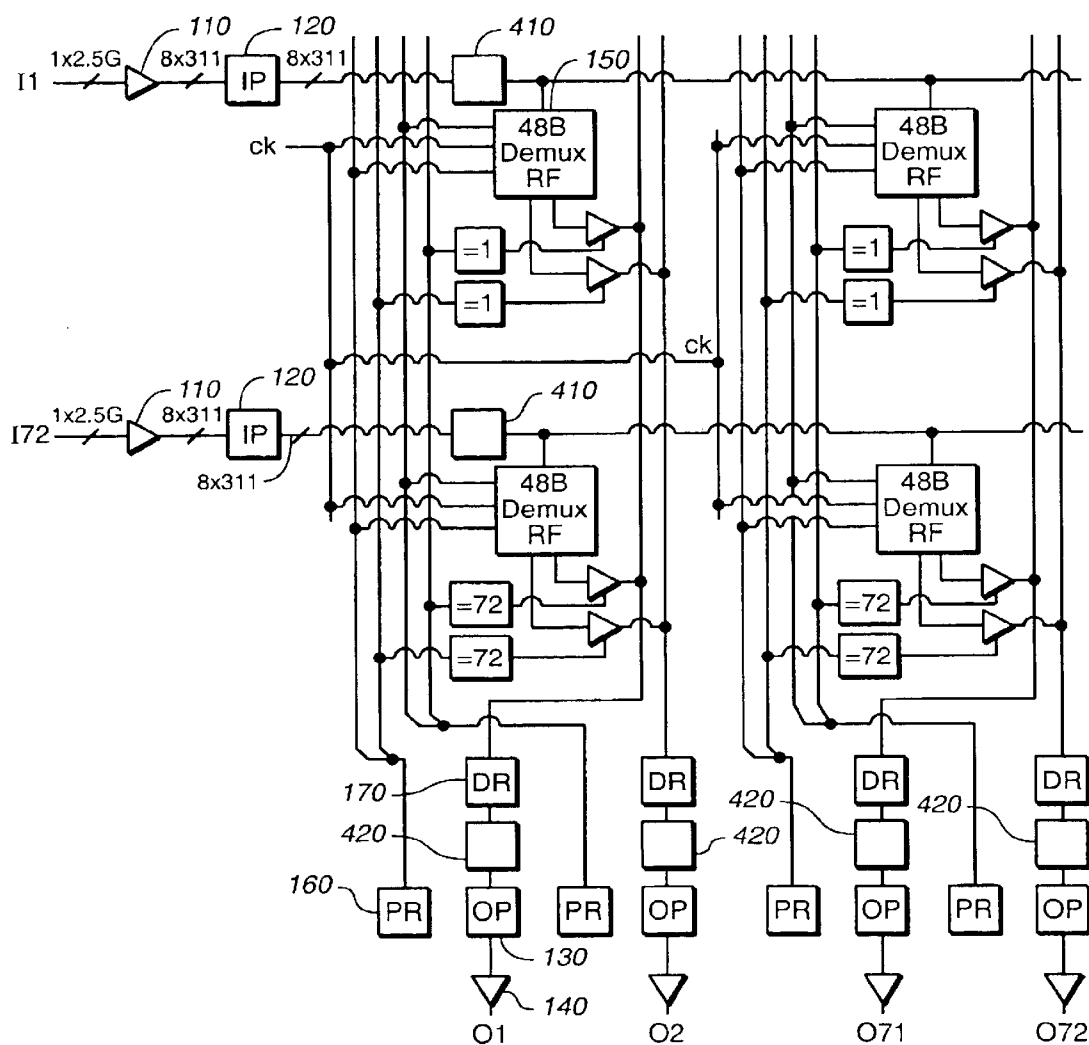 110
120
410
1x2.5G
8x311
8x311
150
I1
IP
48B
Demux
RF
48B
Demux
RF
ck
=1
=1
=1
=1
ck
110
120
410
1x2.5G
8x311
I72
IP
8x311
48B
Demux
RF
48B
Demux
RF
=72
=72
=72
=72
170
DR
DR
DR
DR
420
420
420
420
160
PR
OP
PR
OP
PR
OP
PR
OP
130
140
O1
O2
O71
O72